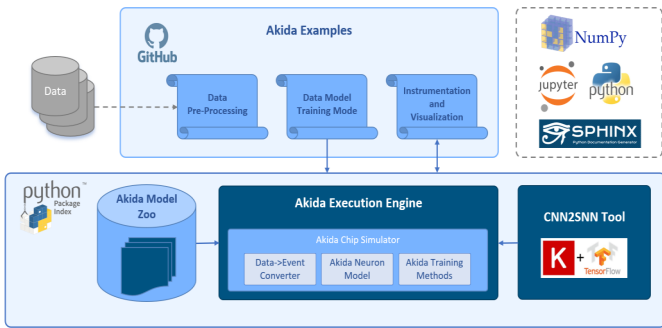 Akida Examples
GitHub
NumPy
Data
Data
Pre-Processing
Data Model
Training Mode
Instrumentation
and
Visualization
jupyter
python
SPHINX
Python Documentation Generator
python™
Package
Index
Akida Model
Zoo
Akida Execution Engine
Akida Chip Simulator
Data->Event
Converter
Akida Neuron
Model
Akida Training
Methods
CNN2SNN Tool
K + TensorFlow